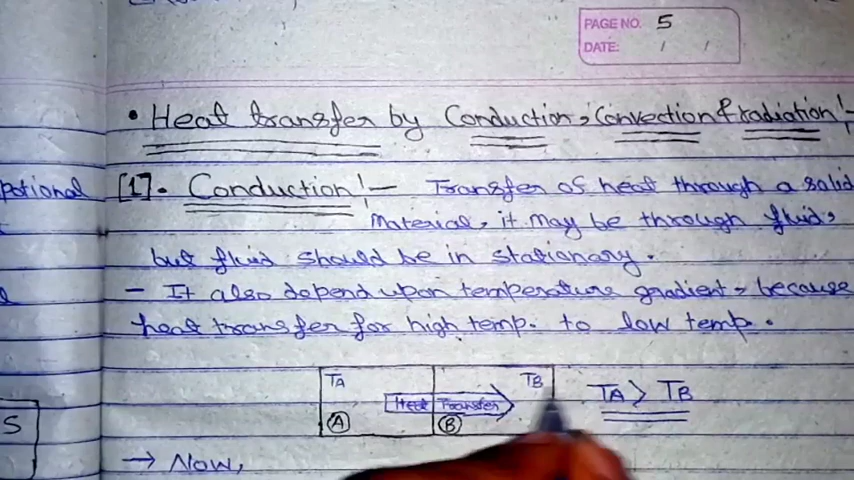 PAGE NO. 5
DATE: / /
• Heat transfer by Conduction, Convection & radiation!-
[1]. Conduction!- Transfer of heat through a solid
material, it may be through fluid,
but fluid should be in stationary.
- It also depend upon temperature gradient, because
heat transfer for high temp. to low temp.
TA TB
TA > TB
Heat Transfer
A B
→ Now,
S